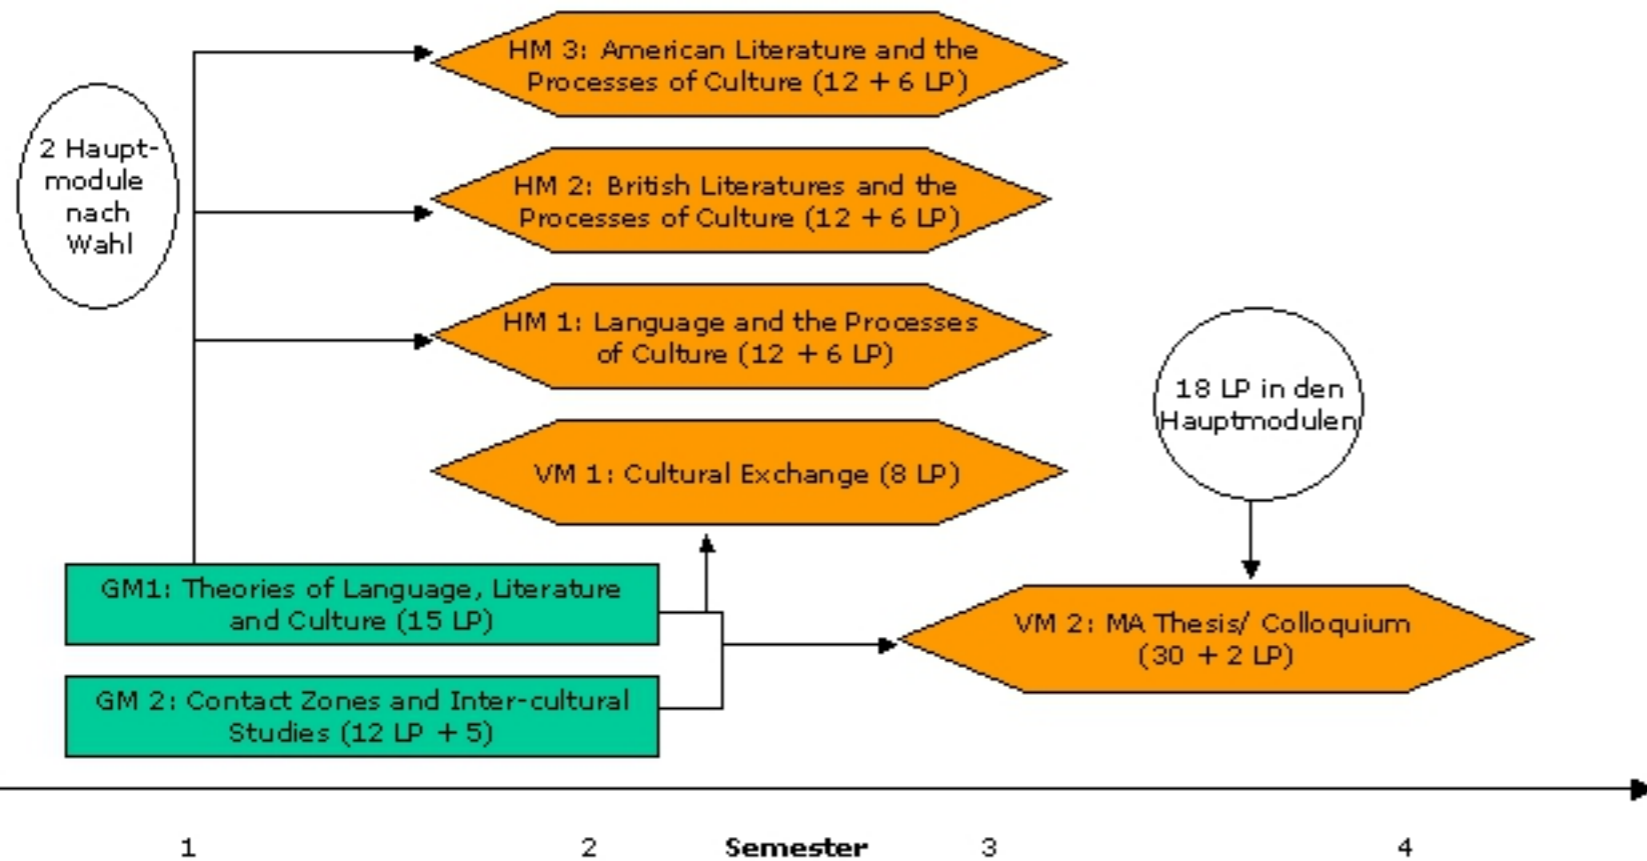 HM 3: American Literature and the
Processes of Culture (12 + 6 LP)
2 Haupt-
module
nach
Wahl
HM 2: British Literatures and the
Processes of Culture (12 + 6 LP)
HM 1: Language and the Processes
of Culture (12 + 6 LP)
18 LP in den
Hauptmodulen
VM 1: Cultural Exchange (8 LP)
GM1: Theories of Language, Literature
and Culture (15 LP)
VM 2: MA Thesis/ Colloquium
(30 + 2 LP)
GM 2: Contact Zones and Inter-cultural
Studies (12 LP + 5)
1 2 Semester 3 4